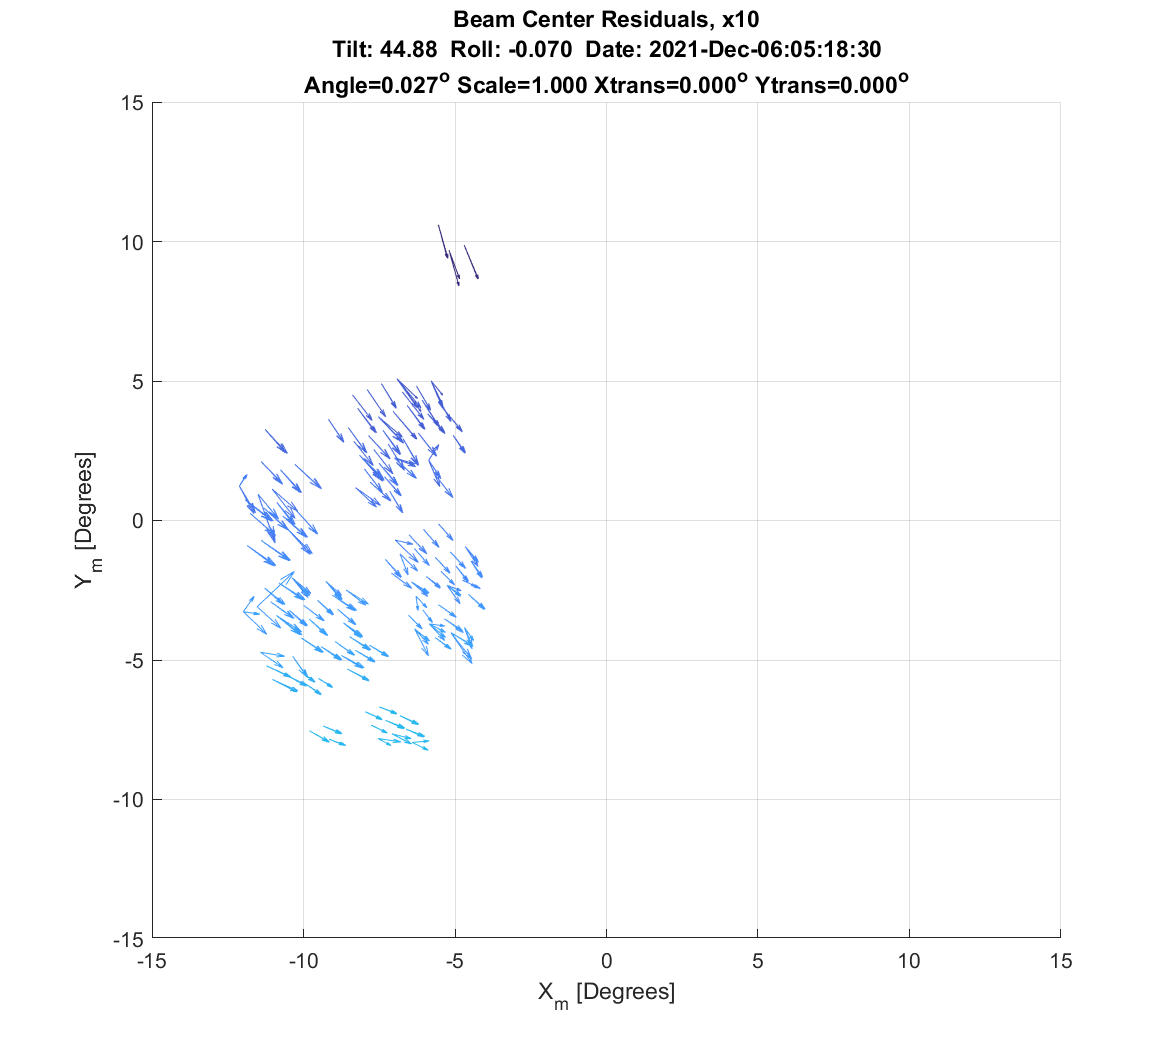 Beam Center Residuals, x10
Tilt: 44.88 Roll: -0.070 Date: 2021-Dec-06:05:18:30
Angle=0.027° Scale=1.000 Xtrans=0.000° Ytrans=0.000°
15
10
5
0
-5
-10
-15
Y_m [Degrees]
-15 -10 -5 0 5 10 15
X_m [Degrees]